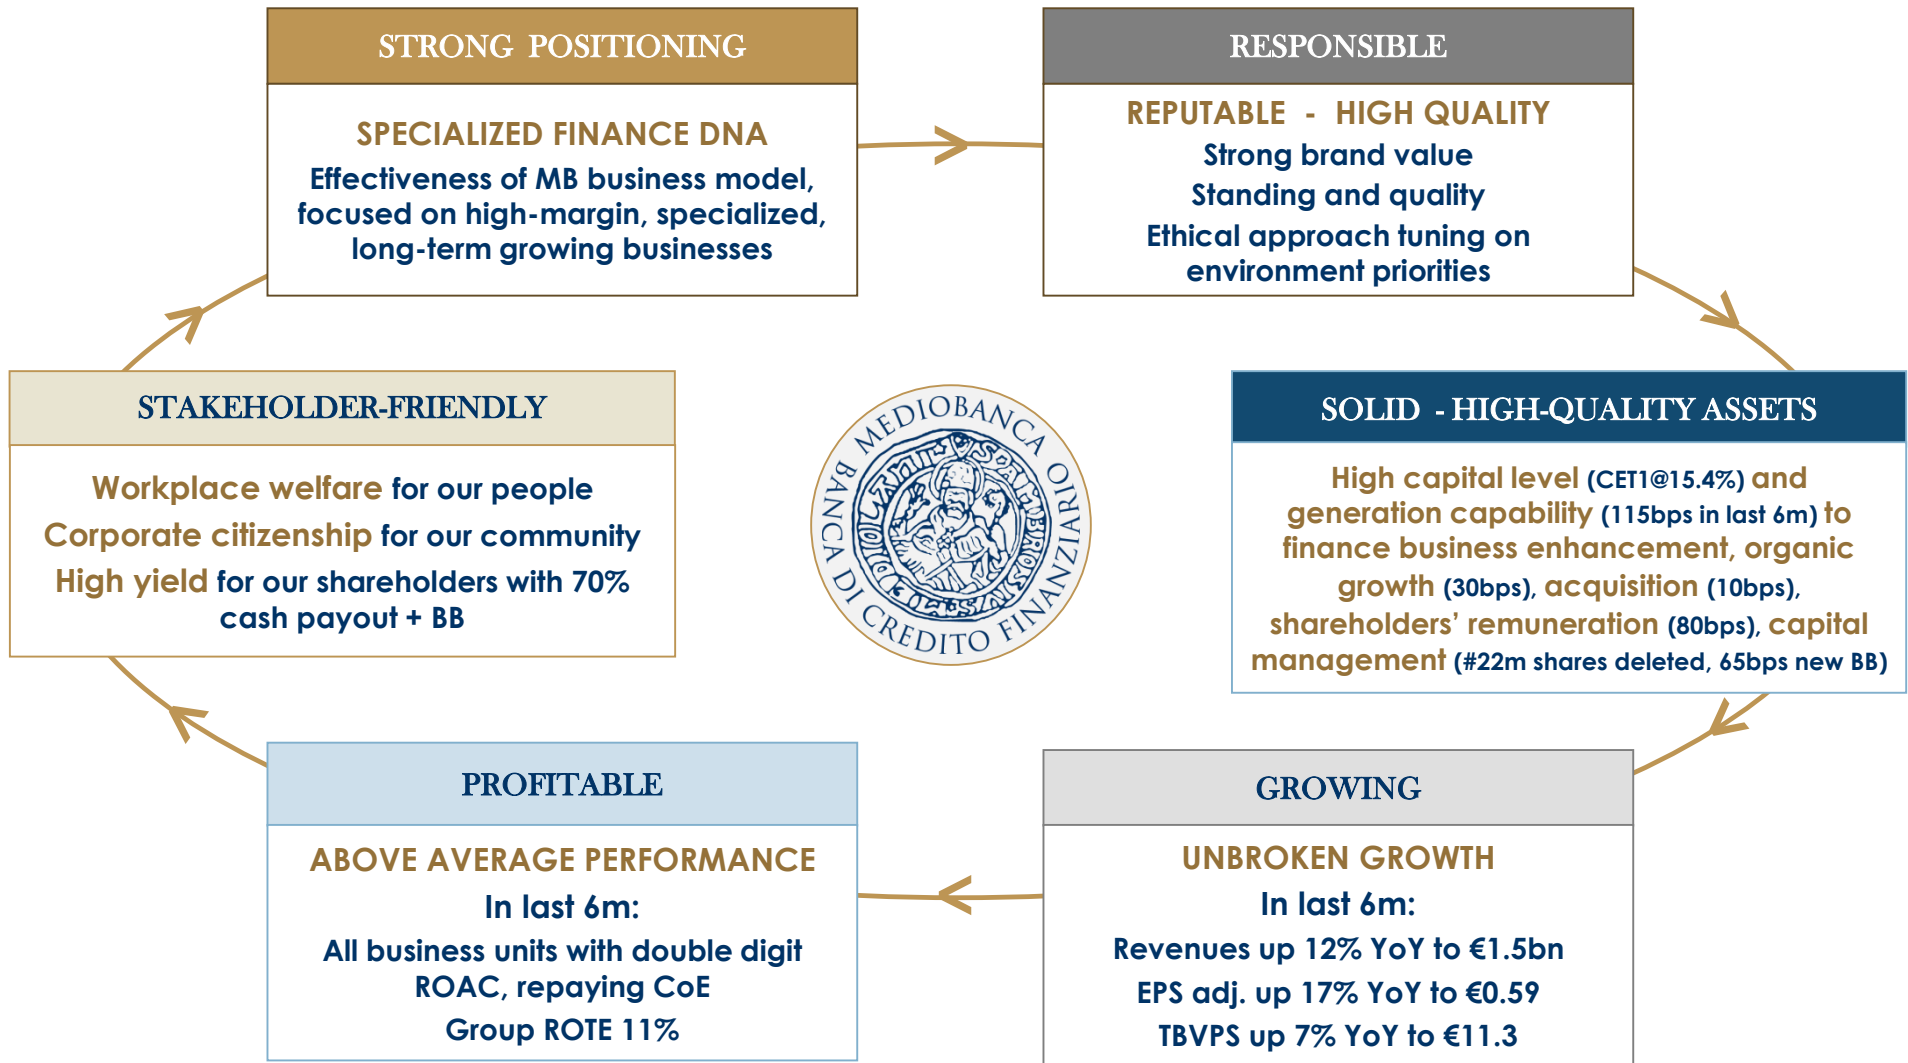 STRONG POSITIONING
SPECIALIZED FINANCE DNA
Effectiveness of MB business model,
focused on high-margin, specialized,
long-term growing businesses
RESPONSIBLE
REPUTABLE - HIGH QUALITY
Strong brand value
Standing and quality
Ethical approach tuning on
environment priorities
STAKEHOLDER-FRIENDLY
Workplace welfare for our people
Corporate citizenship for our community
High yield for our shareholders with 70%
cash payout + BB
MEDIOBANCA
BANCA DI CREDITO FINANZIARIO
SOLID - HIGH-QUALITY ASSETS
High capital level (CET1@15.4%) and
generation capability (115bps in last 6m) to
finance business enhancement, organic
growth (30bps), acquisition (10bps),
shareholders’ remuneration (80bps), capital
management (#22m shares deleted, 65bps new BB)
PROFITABLE
ABOVE AVERAGE PERFORMANCE
In last 6m:
All business units with double digit
ROAC, repaying CoE
Group ROTE 11%
GROWING
UNBROKEN GROWTH
In last 6m:
Revenues up 12% YoY to €1.5bn
EPS adj. up 17% YoY to €0.59
TBVPS up 7% YoY to €11.3